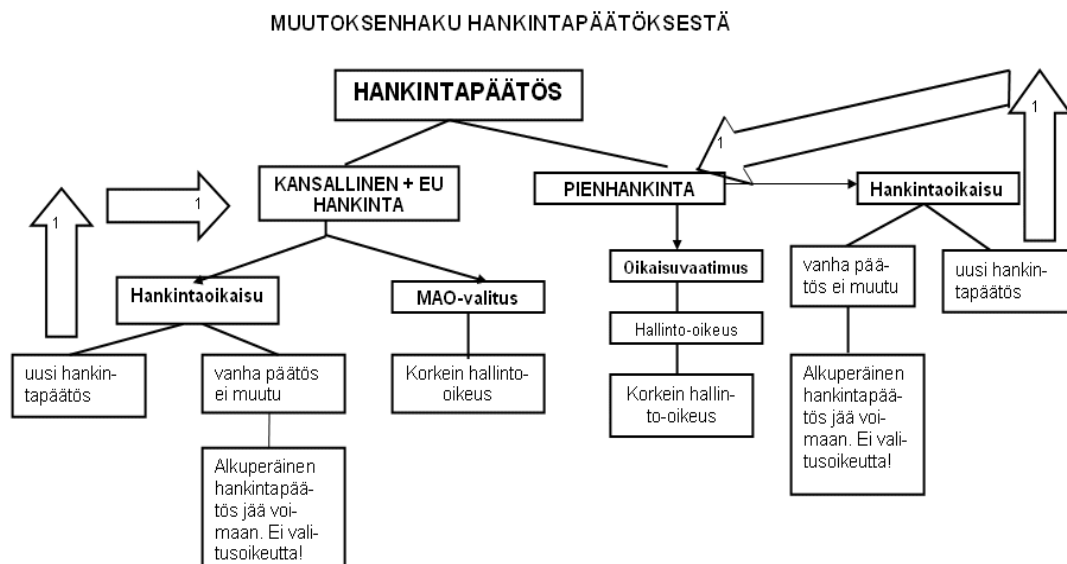 MUUTOKSENHAKU HANKINTAPÄÄTÖKSESTÄ
HANKINTAPÄÄTÖS
1
1
1
1
KANSALLINEN + EU
HANKINTA
PIENHANKINTA
Hankintaoikaisu
Hankintaoikaisu
MAO-valitus
Oikaisuvaatimus
vanha pää-
tös ei muutu
uusi hankin-
tapäätös
uusi hankin-
tapäätös
vanha päätös
ei muutu
Korkein hallinto-
oikeus
Hallinto-oikeus
Korkein hallin-
to-oikeus
Alkuperäinen
hankintapää-
tös jää voi-
maan. Ei vali-
tusoikeutta!
Alkuperäinen
hankintapää-
tös jää voi-
maan. Ei vali-
tusoikeutta!